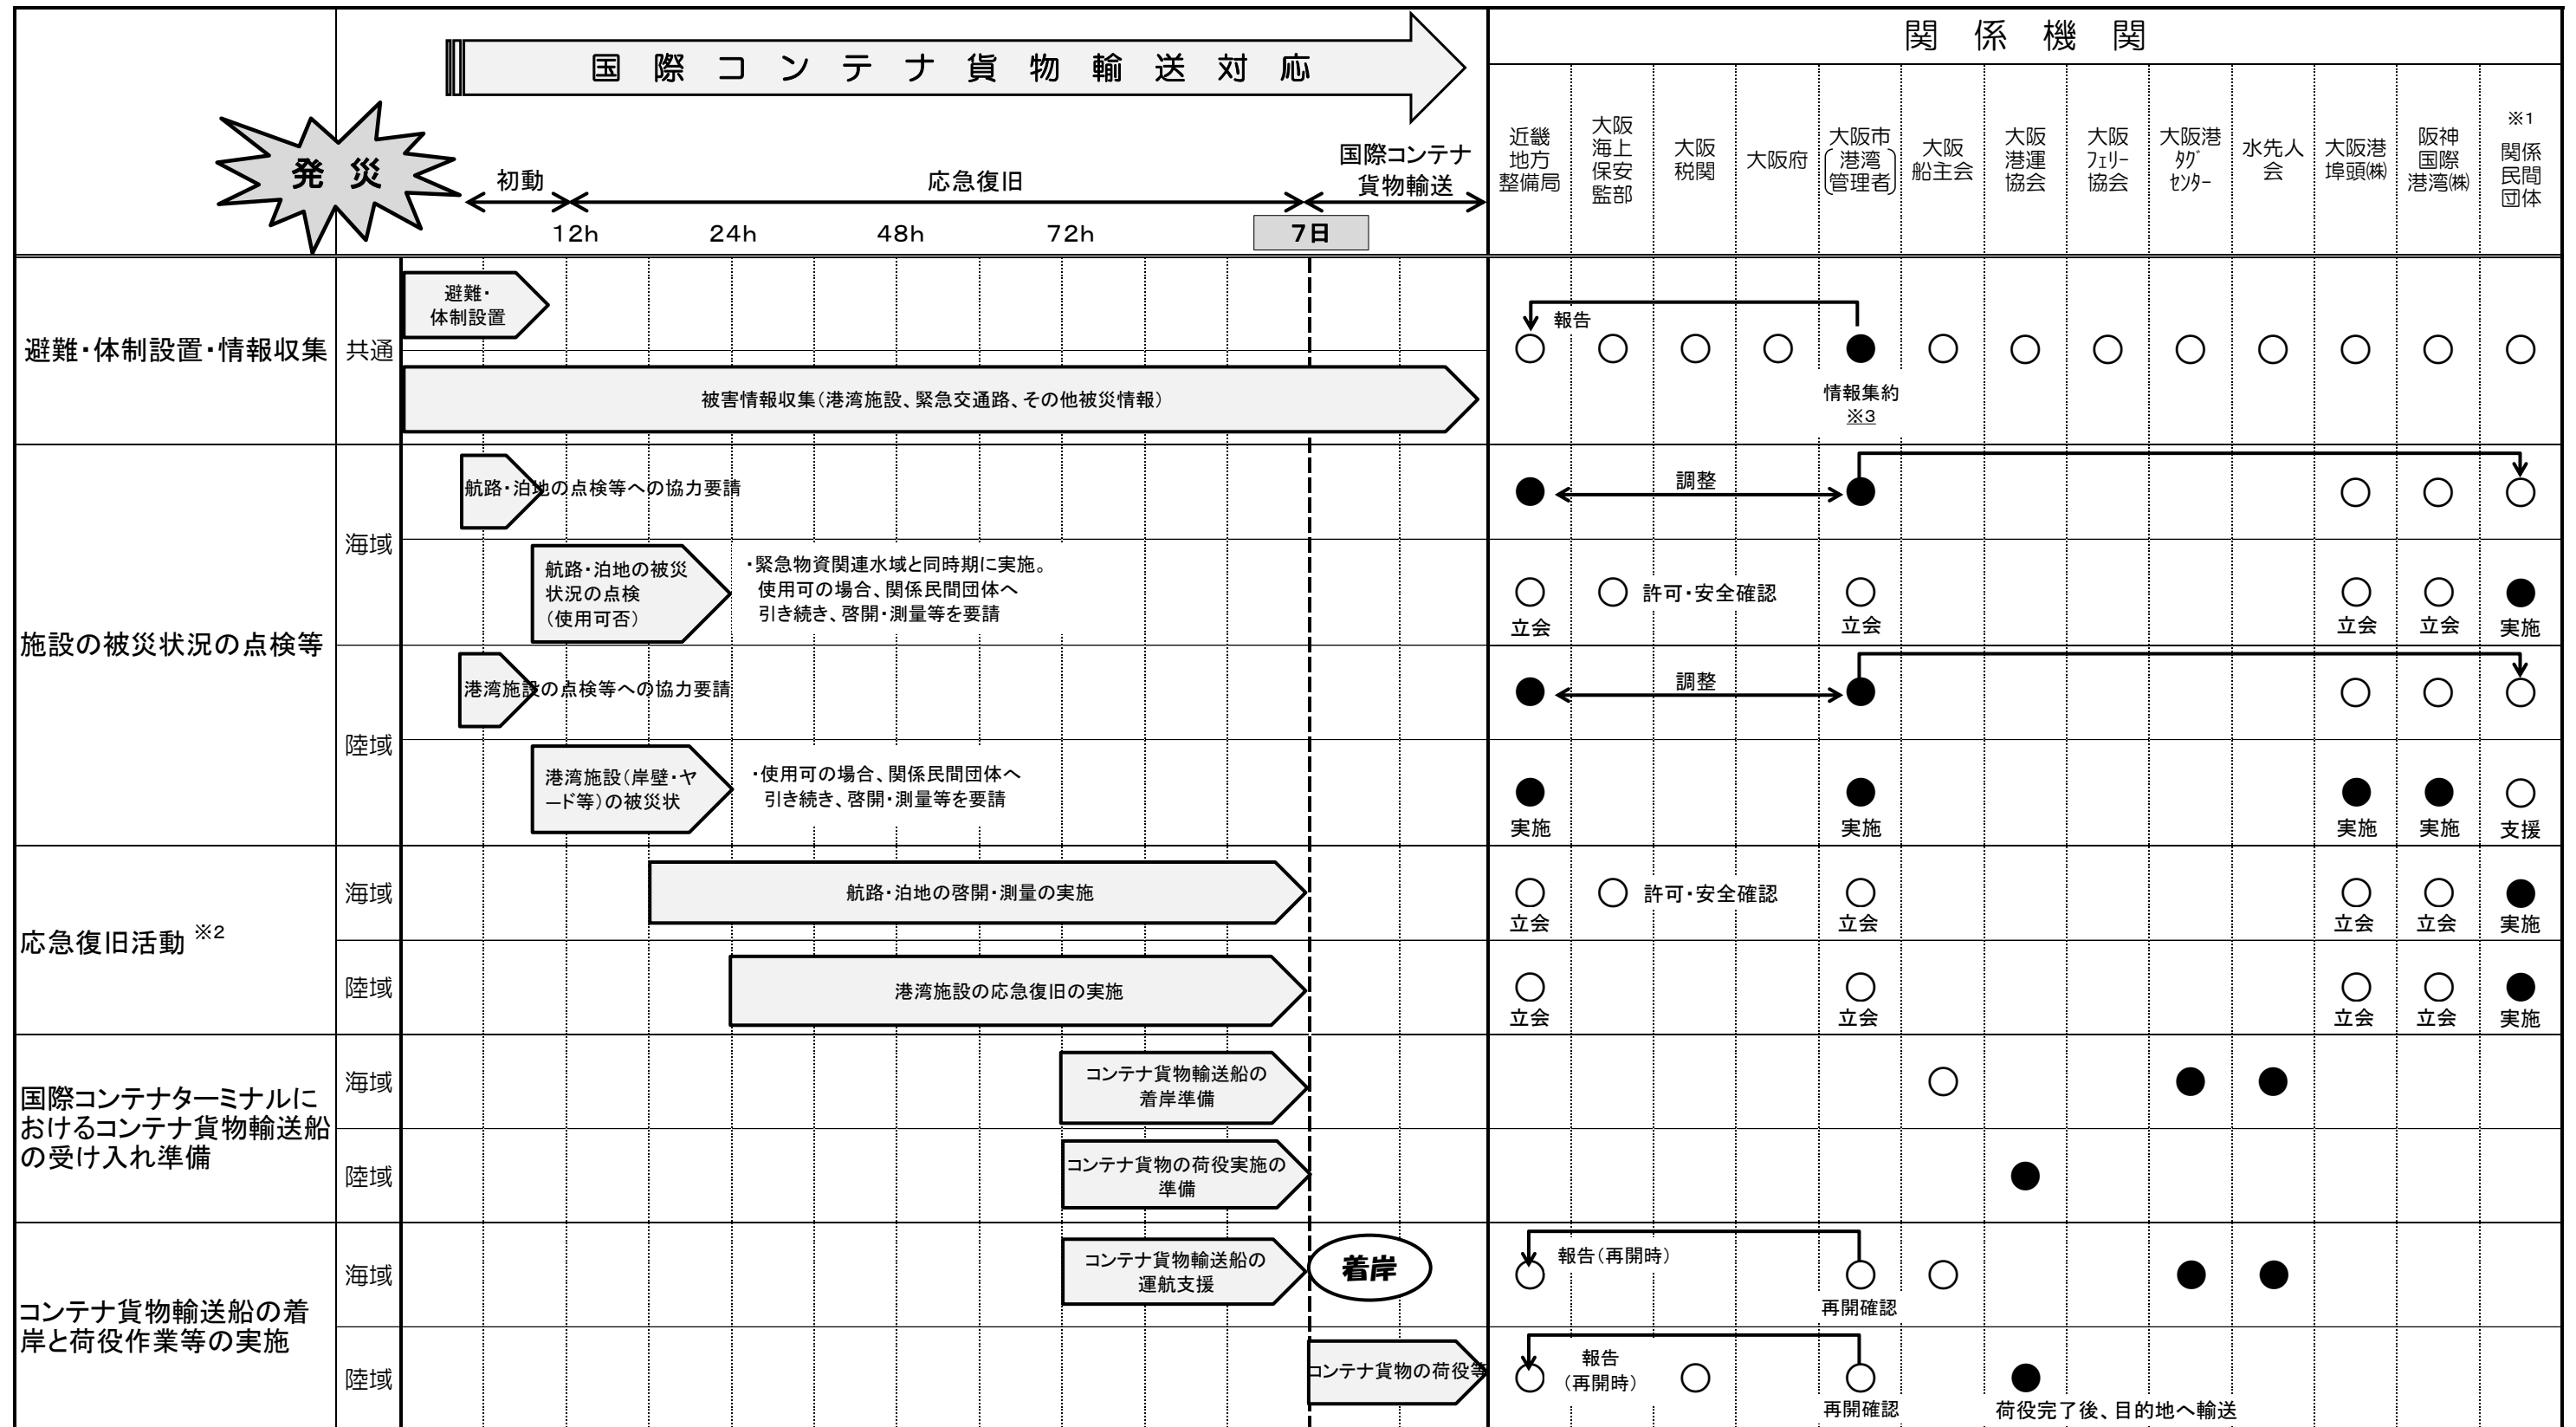 国際コンテナ貨物輸送対応
関係機関
発災
初動
応急復旧
国際コンテナ
貨物輸送
12h
24h
48h
72h
7日
近畿
地方
整備局
大阪
海上
保安
監部
大阪
税関
大阪府
大阪市
港湾
管理者
大阪
船主会
大阪
港運
協会
大阪
フェリー
協会
大阪港
タグ
センター
水先人
会
大阪港
埠頭㈱
阪神
国際
港湾㈱
※1
関係
民間
団体
避難・体制設置・情報収集
共通
避難・
体制設置
被害情報収集（港湾施設、緊急交通路、その他被災情報）
報告
情報集約
※3
施設の被災状況の点検等
海域
航路・泊地の点検等への協力要請
調整
航路・泊地の被災
状況の点検
（使用可否）
・緊急物資関連水域と同時期に実施。
使用可の場合、関係民間団体へ
引き続き、啓開・測量等を要請
立会
許可・安全確認
立会
立会
立会
実施
陸域
港湾施設の点検等への協力要請
調整
港湾施設（岸壁・ヤ
ード等）の被災状
・使用可の場合、関係民間団体へ
引き続き、啓開・測量等を要請
実施
実施
実施
実施
支援
応急復旧活動 ※2
海域
航路・泊地の啓開・測量の実施
立会
許可・安全確認
立会
立会
立会
実施
陸域
港湾施設の応急復旧の実施
立会
立会
立会
立会
実施
国際コンテナターミナルに
おけるコンテナ貨物輸送船
の受け入れ準備
海域
コンテナ貨物輸送船の
着岸準備
陸域
コンテナ貨物の荷役実施の
準備
コンテナ貨物輸送船の着
岸と荷役作業等の実施
海域
コンテナ貨物輸送船の
運航支援
着岸
報告（再開時）
再開確認
陸域
コンテナ貨物の荷役等
報告
（再開時）
再開確認
荷役完了後、目的地へ輸送